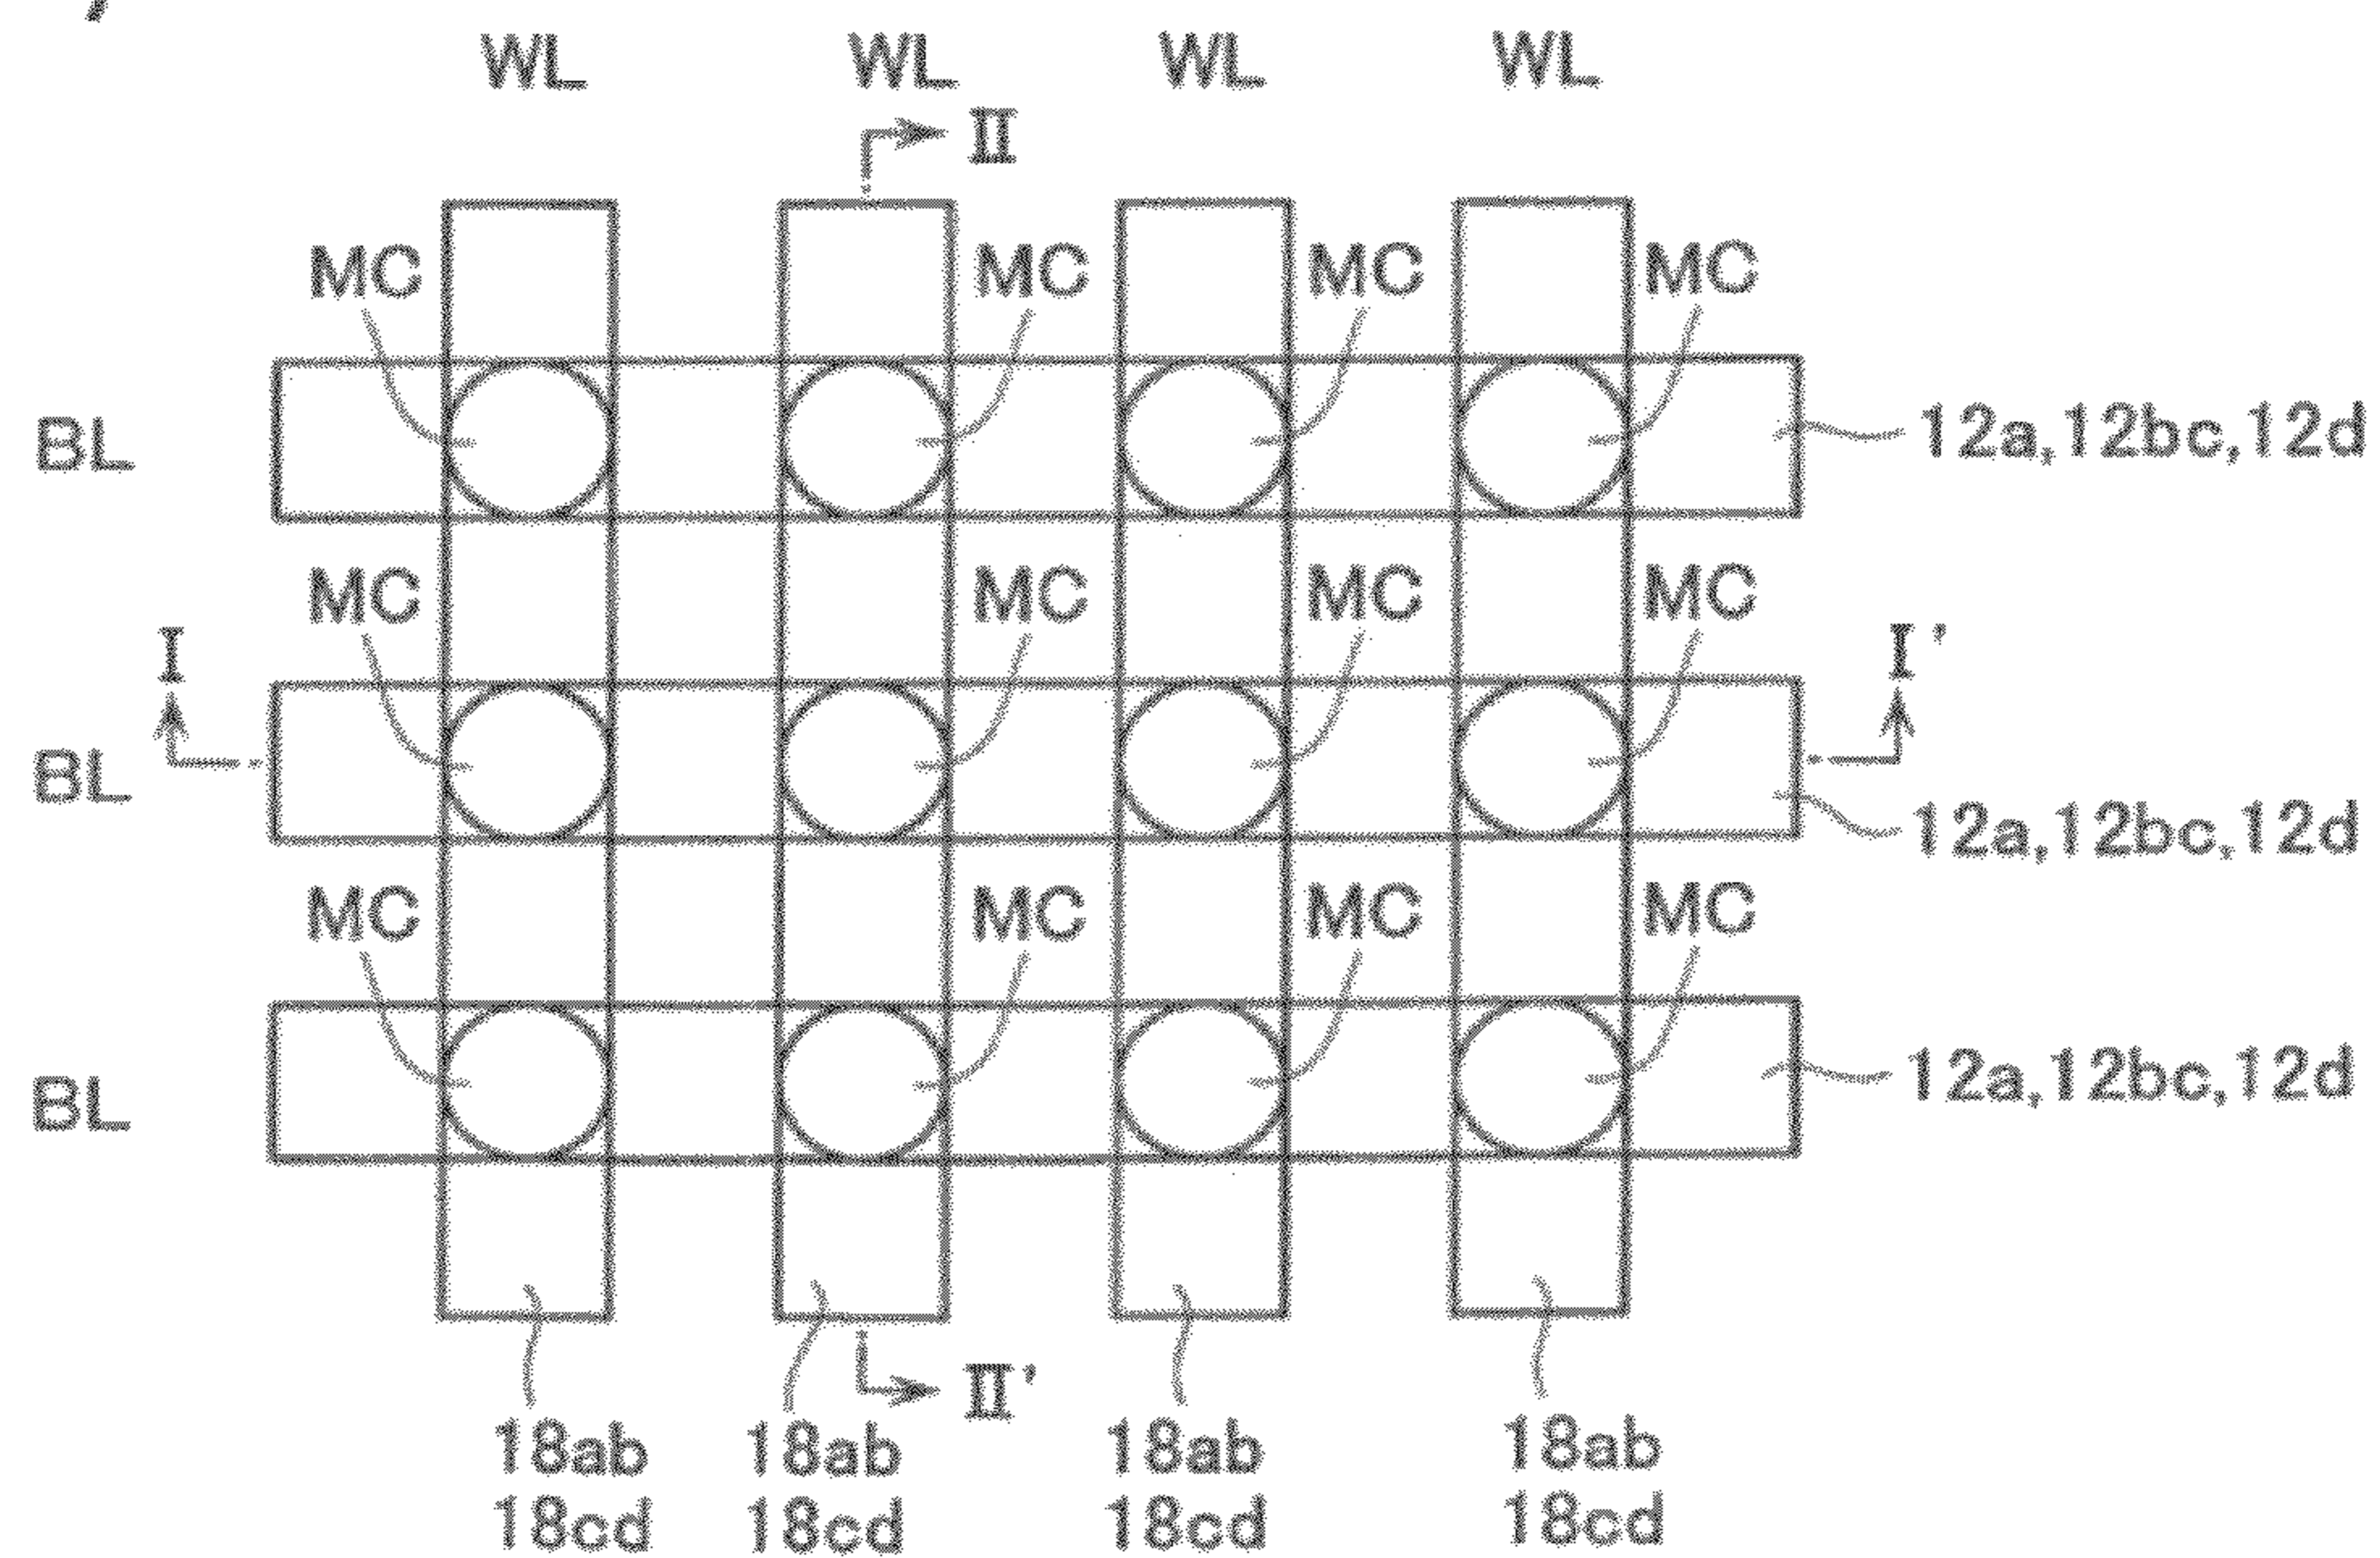 WL WL WL WL
II
MC MC MC MC
BL 12a,12bc,12d
MC MC MC MC
I I'
BL
12a,12bc,12d
MC MC MC MC
BL 12a,12bc,12d
II'
18ab 18ab 18ab 18ab
18cd 18cd 18cd 18cd